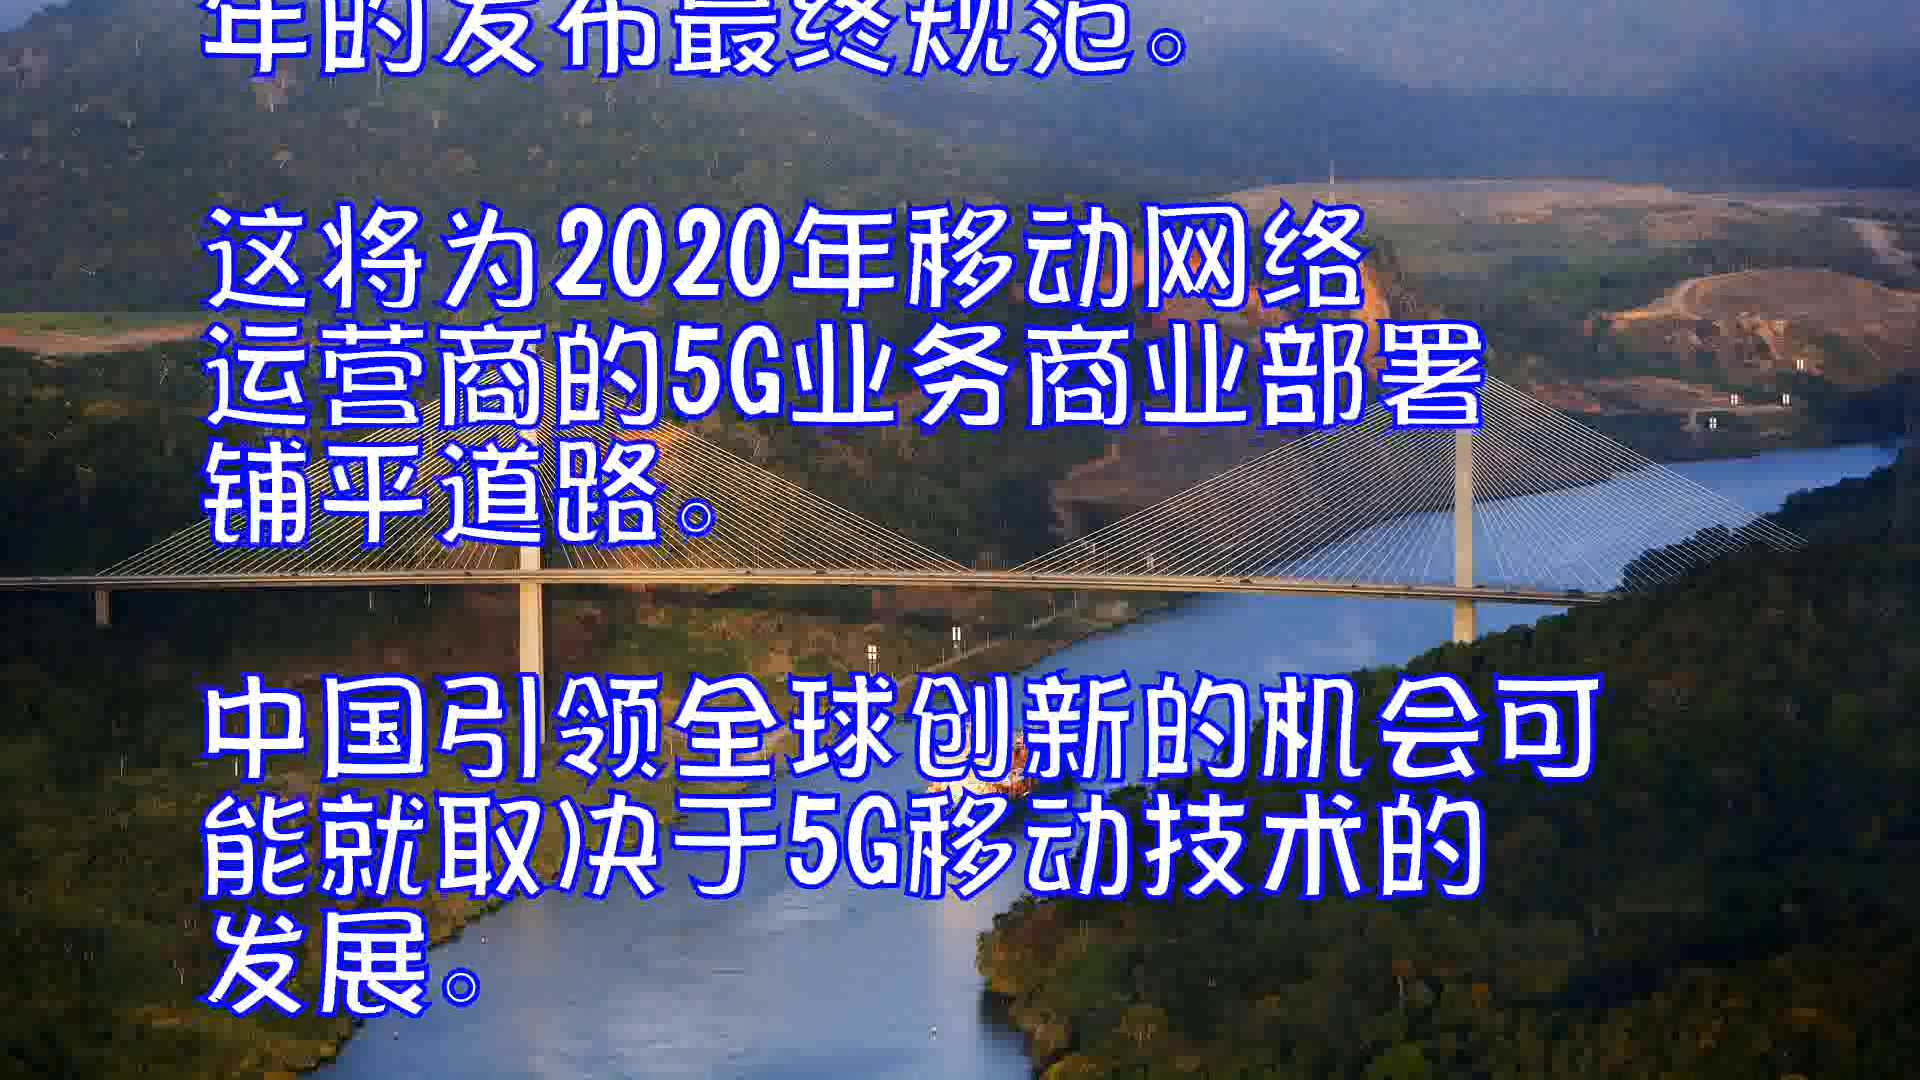 年的发布最终规范。
这将为2020年移动网络
运营商的5G业务商业部署
铺平道路。
中国引领全球创新的机会可
能就取决于5G移动技术的
发展。